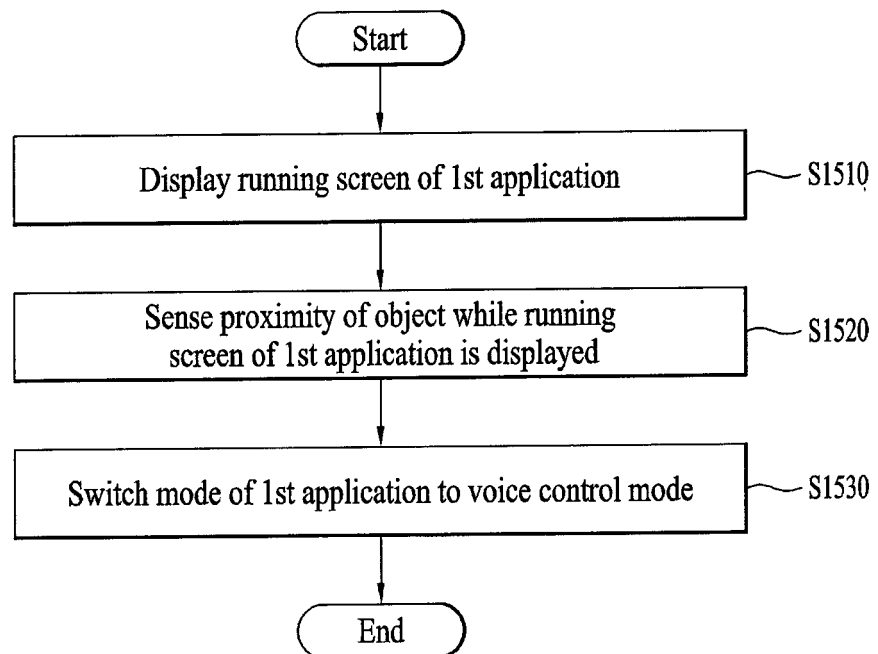 Start
Display running screen of 1st application
S1510
Sense proximity of object while running
screen of 1st application is displayed
S1520
Switch mode of 1st application to voice control mode
S1530
End